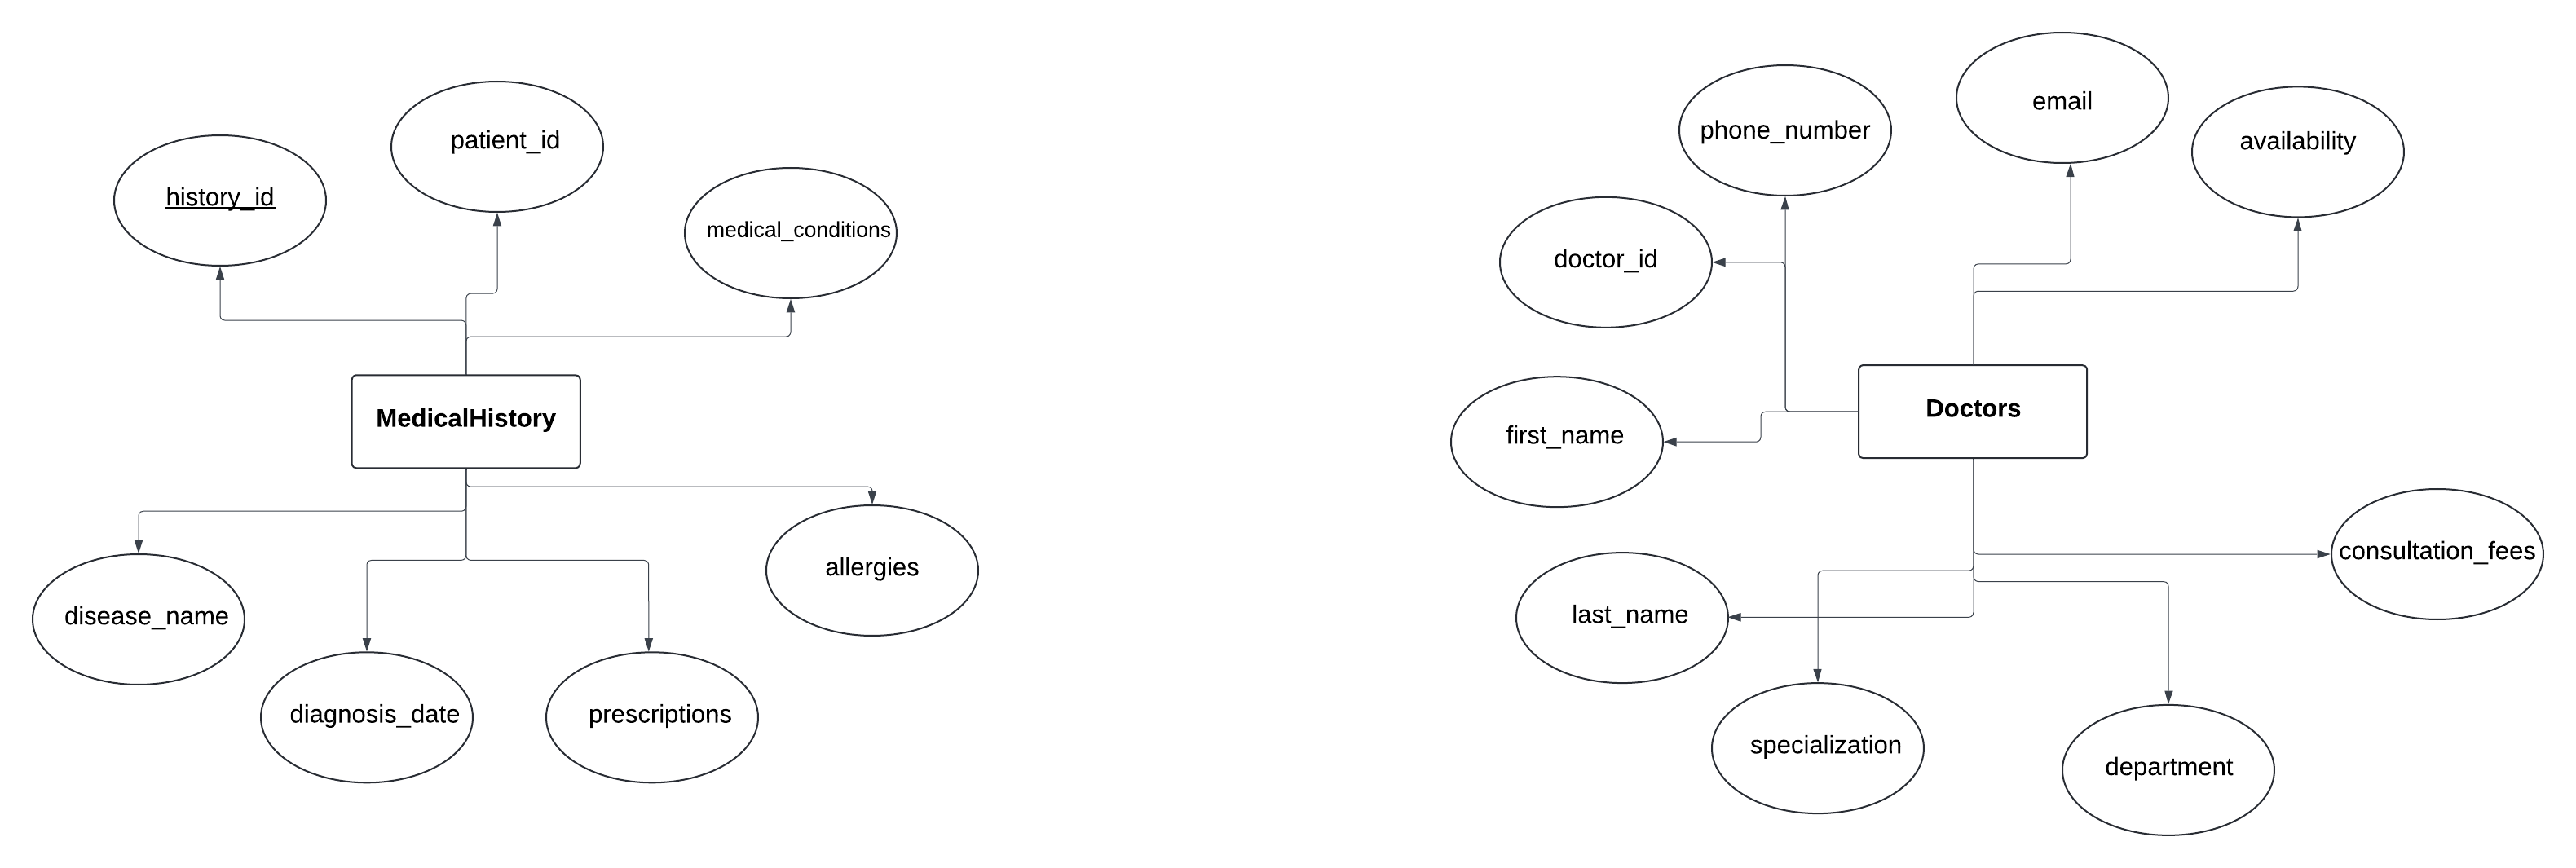 history_id
patient_id
medical_conditions
MedicalHistory
disease_name
diagnosis_date
prescriptions
allergies
phone_number
email
availability
doctor_id
first_name
Doctors
last_name
consultation_fees
specialization
department